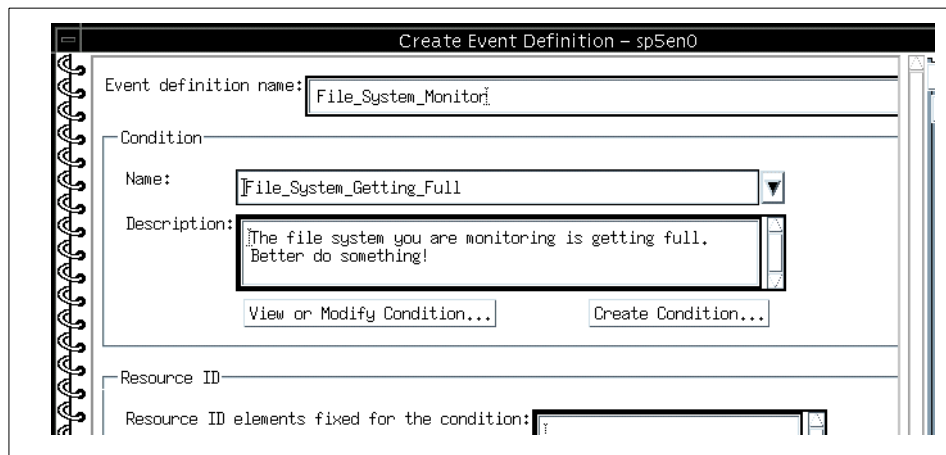 Create Event Definition – sp5en0
Event definition name:
File_System_Monitor
Condition
Name:
File_System_Getting_Full
Description:
The file system you are monitoring is getting full.
Better do something!
View or Modify Condition...
Create Condition...
Resource ID
Resource ID elements fixed for the condition: